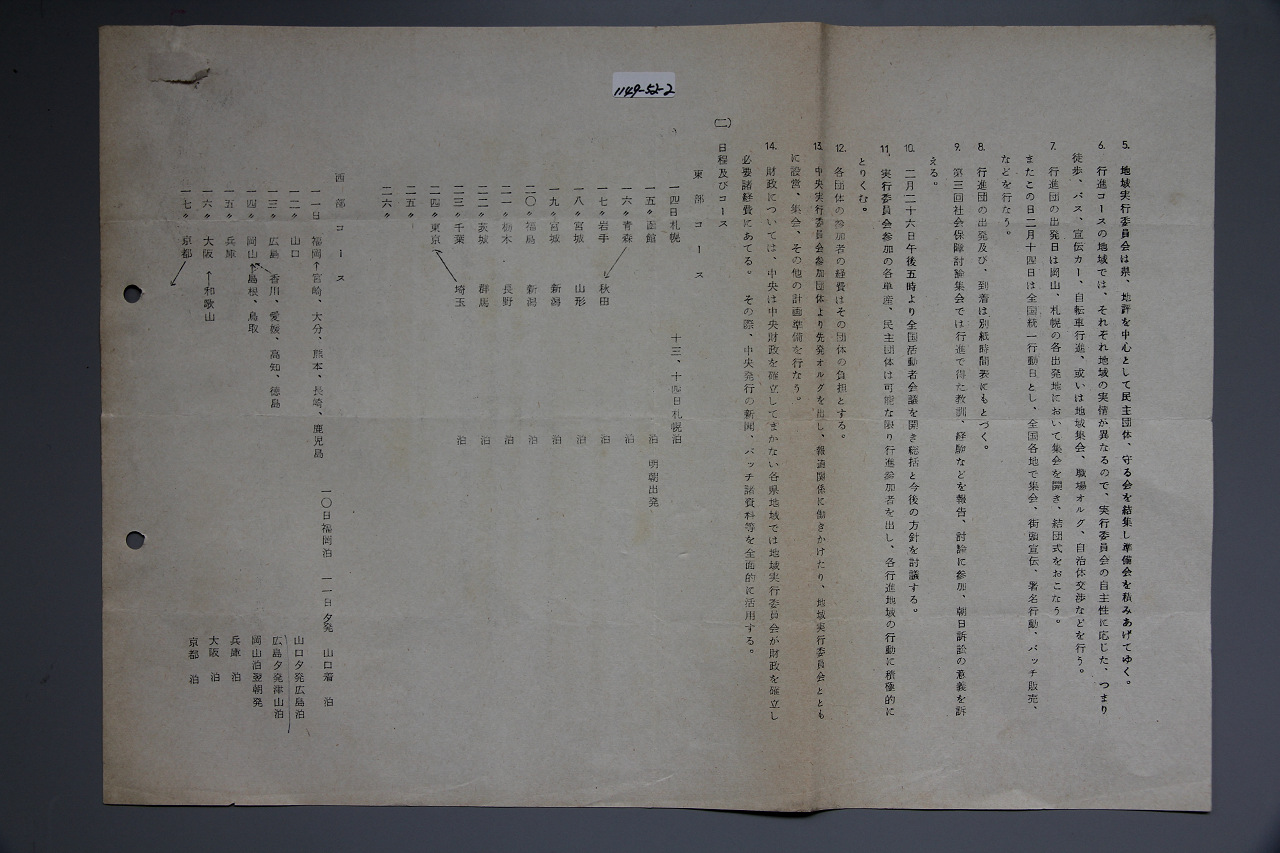 1149-52-2
5. 地域実行委員会は県、地評を中心として民主団体、守る会を結集し準備会を積みあげてゆく。
6. 行進コースの地域では、それぞれ地域の実情が異なるので、実行委員会の自主性に応じた、つまり
徒歩、バス、宣伝カー、自転車行進、或いは地域集会、職場オルグ、自治体交渉などを行う。
7. 行進団の出発日は岡山、札幌の各出発地において集会を開き、結団式をおこなう。
またこの日二月十四日は全国統一行動日とし、全国各地で集会、街頭宣伝、署名行動、バッチ販売、
などを行なう。
8. 行進団の出発及び、到着は別紙時間表にもとづく。
9. 第三回社会保障討論集会では行進で得た教訓、経験などを報告、討論に参加、朝日訴訟の意義を訴
える。
10. 二月二十六日午後五時より全国活動者会議を開き総括と今後の方針を討議する。
11. 実行委員会参加の各単産、民主団体は可能な限り行進参加者を出し、各行進地域の行動に積極的に
とりくむ。
12. 各団体の参加者の経費はその団体の負担とする。
13. 中央実行委員会参加団体より先発オルグを出し、報道関係に働きかけたり、地域実行委員会ととも
に設営、集会、その他の計画準備を行なう。
14. 財政については、中央は中央財政を確立してまかない各県地域では地域実行委員会が財政を確立し
必要諸経費にあてる。その際、中央発行の新聞、バッチ諸資料等を全面的に活用する。
(二) 日程及びコース
東部コース
一四日札幌 十三、十四日札幌泊
一五〃函館 泊 明朝出発
一六〃青森 泊
一七〃岩手 秋田 泊
一八〃宮城 山形 泊
一九〃宮城 新潟 泊
二〇〃福島 新潟 泊
二一〃栃木 長野 泊
二二〃茨城 群馬 泊
二三〃千葉 埼玉 泊
二四〃東京
二五〃
二六〃
西部コース
一〇日福岡泊 一一日夕発 山口着 泊
一一日 福岡↑宮崎、大分、熊本、長崎、鹿児島
一二〃 山口 山口夕発広島泊
一三〃 広島 香川、愛媛、高知、徳島 広島夕発津山泊
一四〃 岡山↑島根、鳥取 岡山泊翌朝発
一五〃 兵庫 兵庫 泊
一六〃 大阪 ↑和歌山 大阪 泊
一七〃 京都 京都 泊